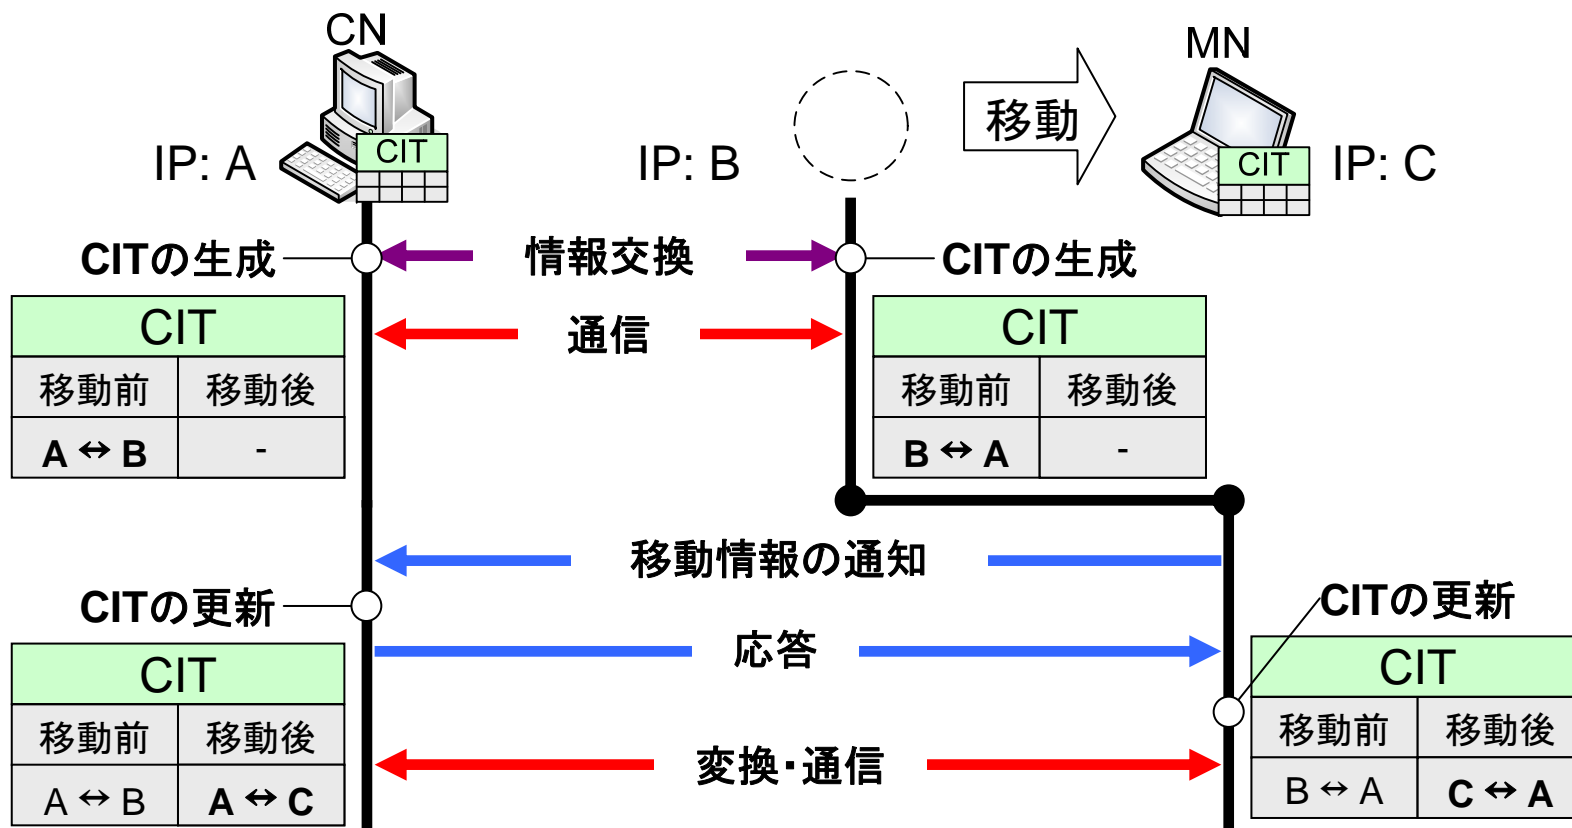 CN
MN
移動
CIT
CIT
IP: A
IP: B
IP: C
CITの生成
情報交換
CITの生成
通信
CIT
移動前 移動後
A ↔ B -
CIT
移動前 移動後
B ↔ A -
移動情報の通知
CITの更新
CITの更新
応答
CIT
移動前 移動後
A ↔ B A ↔ C
変換・通信
CIT
移動前 移動後
B ↔ A C ↔ A